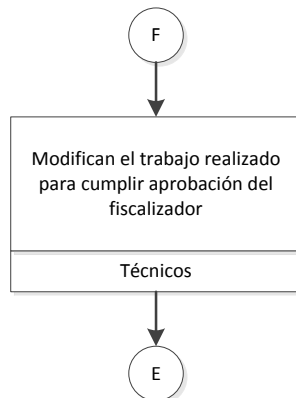 F
Modifican el trabajo realizado
para cumplir aprobación del
fiscalizador
Técnicos
E